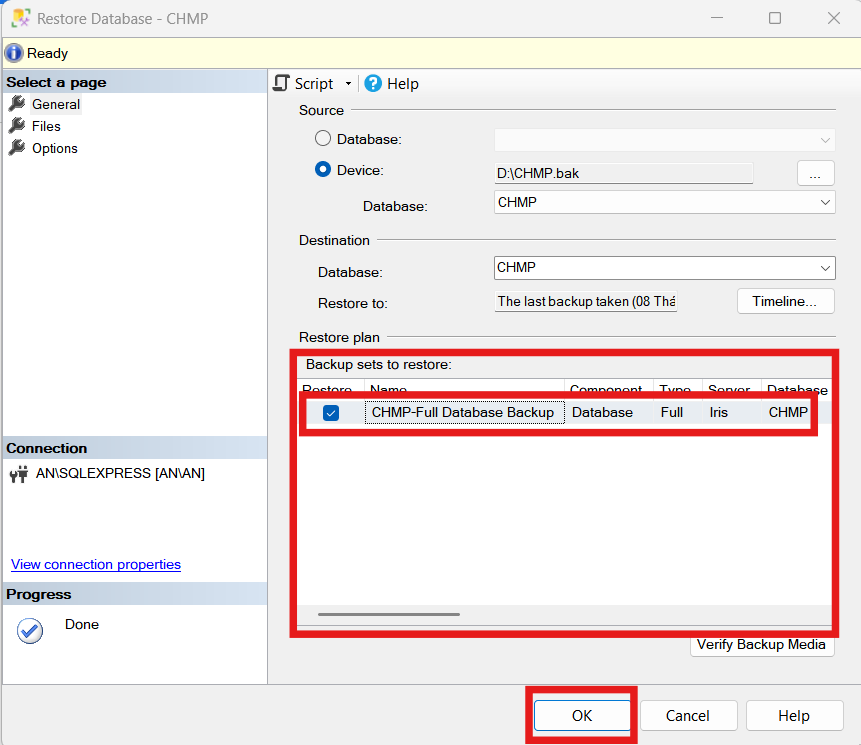 Restore Database - CHMP
Ready
Select a page
General
Files
Options
Script
Help
Source
Database:
Device:
D:\CHMP.bak
...
Database:
CHMP
Destination
Database:
CHMP
Restore to:
The last backup taken (08 Thá
Timeline...
Restore plan
Backup sets to restore:
Restore Name Component Type Server Database
CHMP-Full Database Backup Database Full Iris CHMP
Verify Backup Media
Connection
AN\SQLEXPRESS [AN\AN]
View connection properties
Progress
Done
OK Cancel Help